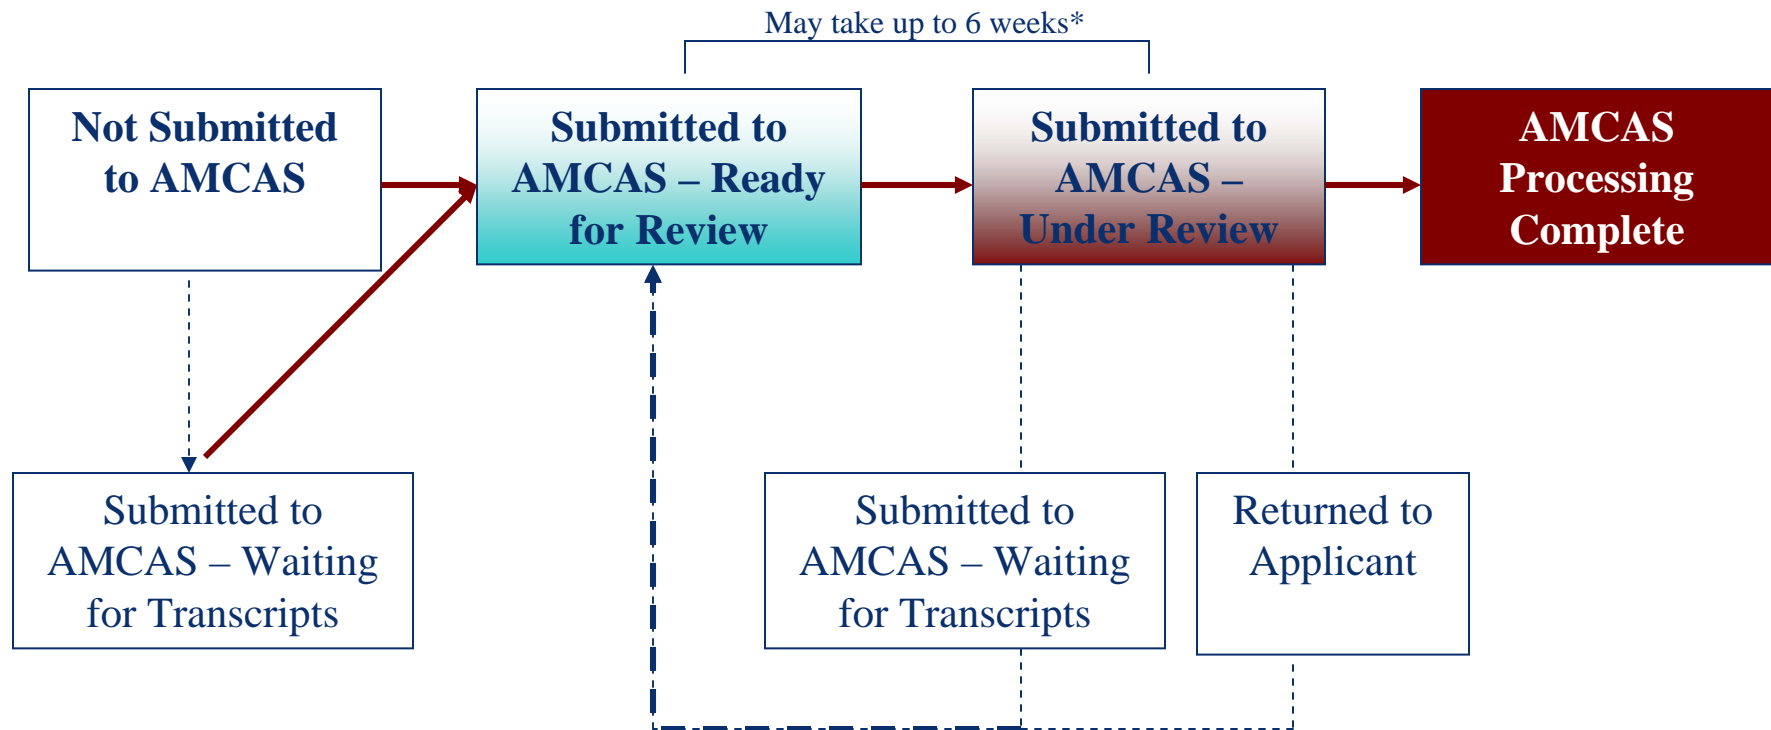 May take up to 6 weeks*
Not Submitted
to AMCAS
Submitted to
AMCAS – Ready
for Review
Submitted to
AMCAS –
Under Review
AMCAS
Processing
Complete
Submitted to
AMCAS – Waiting
for Transcripts
Submitted to
AMCAS – Waiting
for Transcripts
Returned to
Applicant